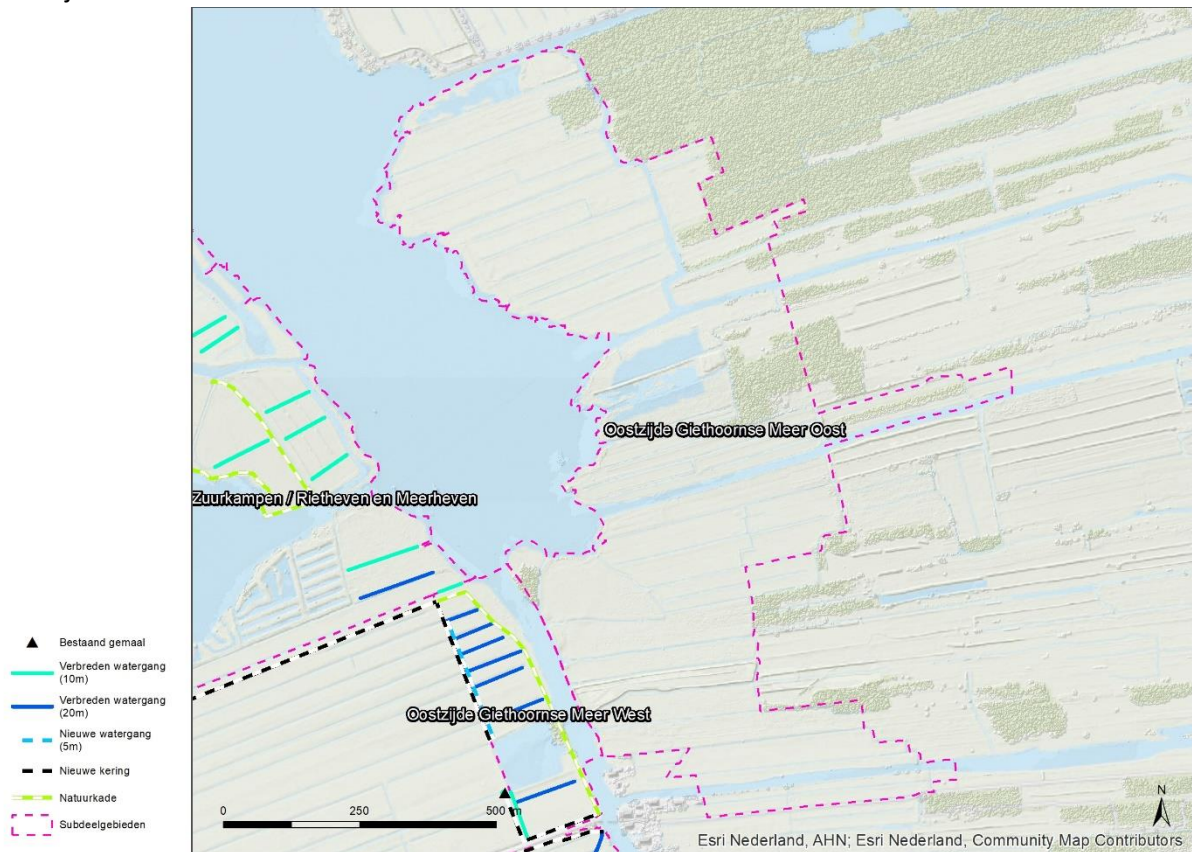 Oostzijde Giethoornse Meer Oost
Zuurkampen / Rietheven en Meerheven
Oostzijde Giethoornse Meer West
Bestaand gemaal
Verbreden watergang
(10m)
Verbreden watergang
(20m)
Nieuwe watergang
(5m)
Nieuwe kering
Natuurkade
Subdeelgebieden
0 250 500 m
N
Esri Nederland, AHN; Esri Nederland, Community Map Contributors